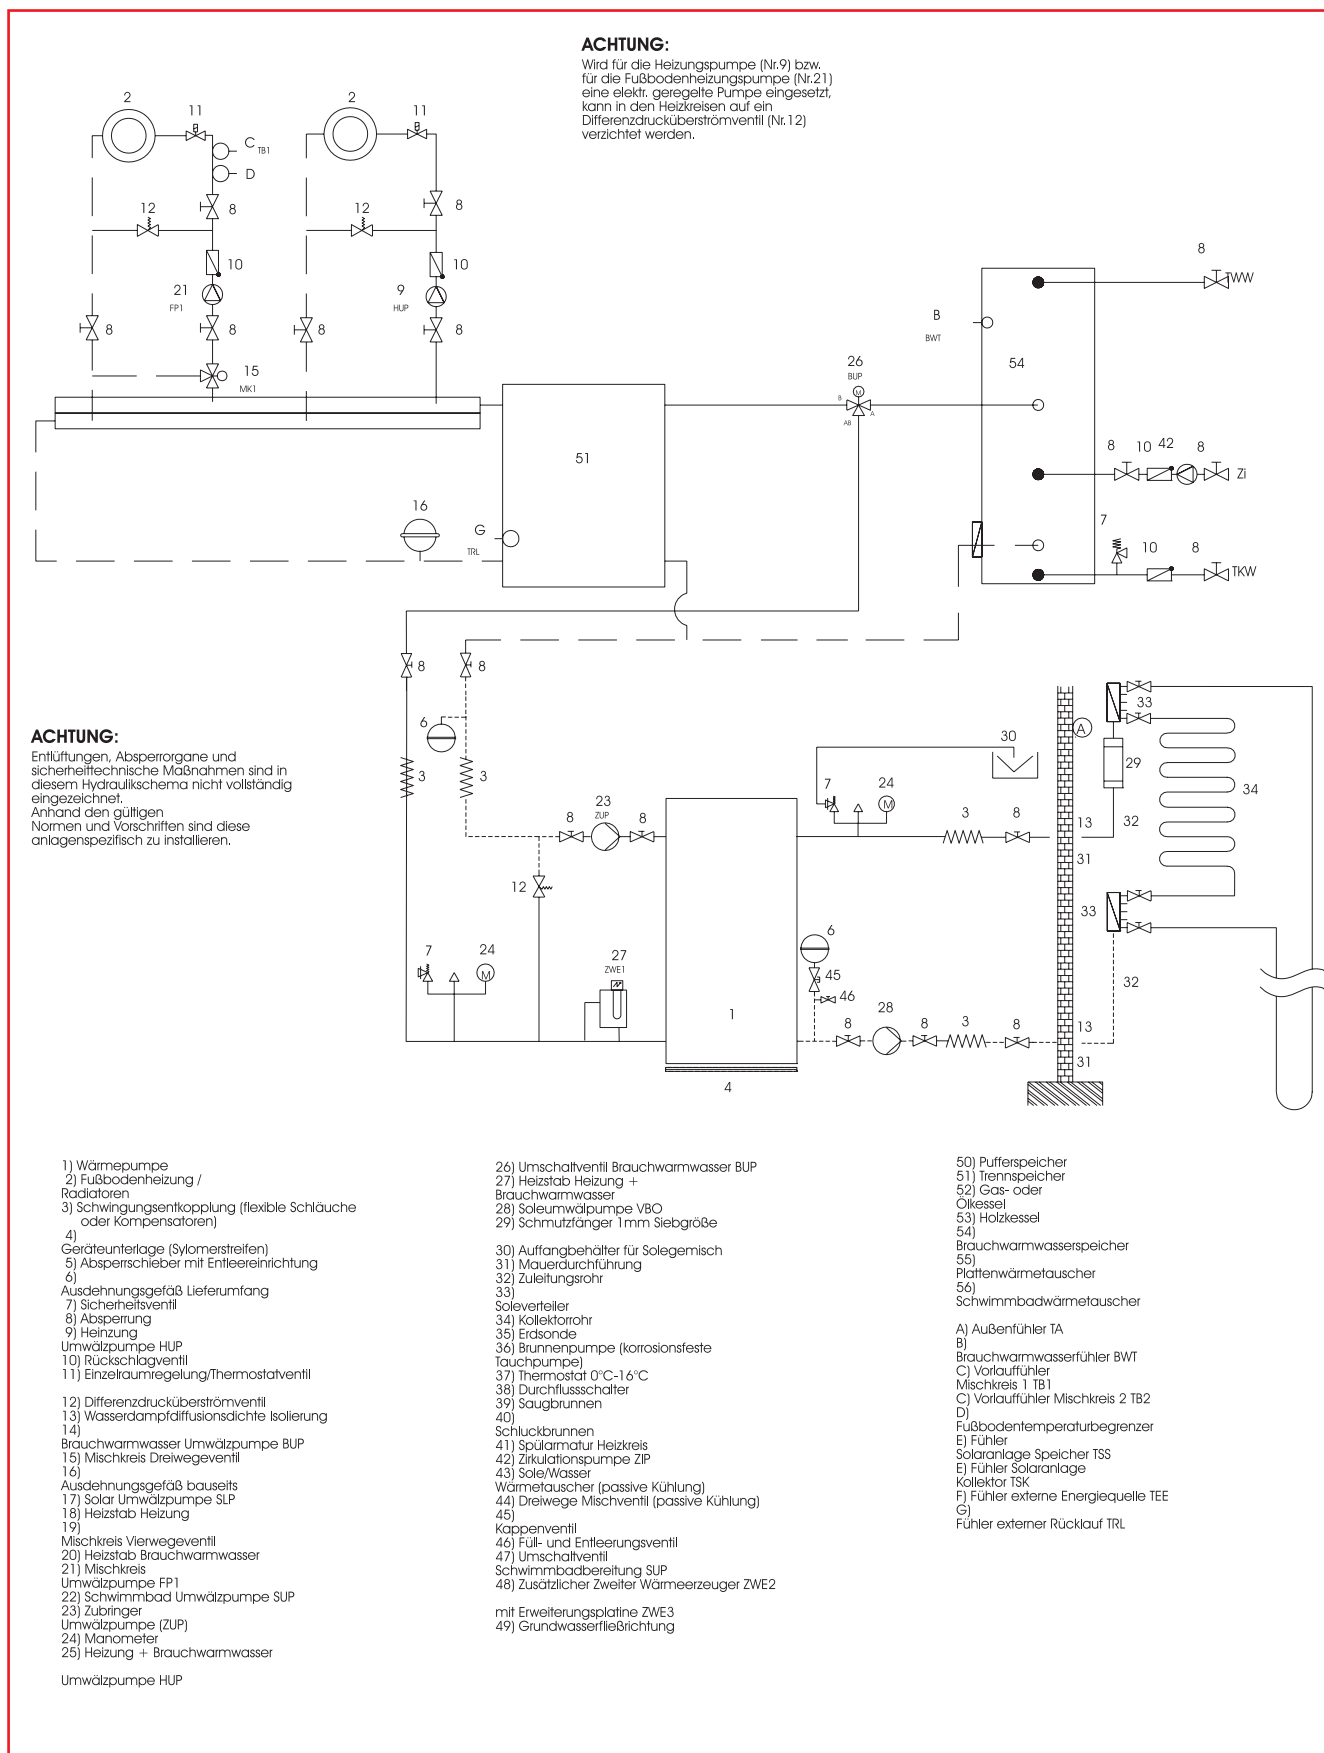 ACHTUNG:
Wird für die Heizungspumpe (Nr.9) bzw.
für die Fußbodenheizungspumpe (Nr.21)
eine elektr. geregelte Pumpe eingesetzt,
kann in den Heizkreisen auf ein
Differenzdrucküberströmventil (Nr.12)
verzichtet werden.
2
11
2
11
C TB1
D
8
8
12
12
10
10
21
FP1
9
HUP
8
8
8
8
15
MK1
8
TWW
B
BWT
54
26
BUP
M
B
A
AB
51
8
10
42
8
Zi
16
G
TRL
7
10
8
TKW
8
8
6
3
3
ACHTUNG:
Entlüftungen, Absperrorgane und
sicherheittechnische Maßnahmen sind in
diesem Hydraulikschema nicht vollständig
eingezeichnet.
Anhand den gültigen
Normen und Vorschriften sind diese
anlagenspezifisch zu installieren.
23
ZUP
8
8
12
30
7
24
M
3
8
A
33
29
13
32
31
34
33
7
24
M
27
ZWE1
6
45
46
1
28
8
8
3
8
32
13
31
4
1) Wärmepumpe
2) Fußbodenheizung /
Radiatoren
3) Schwingungsentkopplung (flexible Schläuche
oder Kompensatoren)
4)
Geräteunterlage (Sylomerstreifen)
5) Absperrschieber mit Entleereinrichtung
6)
Ausdehnungsgefäß Lieferumfang
7) Sicherheitsventil
8) Absperrung
9) Heinzung
Umwälzpumpe HUP
10) Rückschlagventil
11) Einzelraumregelung/Thermostatventil
12) Differenzdrucküberströmventil
13) Wasserdampfdiffusionsdichte Isolierung
14)
Brauchwarmwasser Umwälzpumpe BUP
15) Mischkreis Dreiwegeventil
16)
Ausdehnungsgefäß bauseits
17) Solar Umwälzpumpe SLP
18) Heizstab Heizung
19)
Mischkreis Vierwegeventil
20) Heizstab Brauchwarmwasser
21) Mischkreis
Umwälzpumpe FP1
22) Schwimmbad Umwälzpumpe SUP
23) Zubringer
Umwälzpumpe (ZUP)
24) Manometer
25) Heizung + Brauchwarmwasser
Umwälzpumpe HUP
26) Umschaltventil Brauchwarmwasser BUP
27) Heizstab Heizung +
Brauchwarmwasser
28) Soleumwälpumpe VBO
29) Schmutzfänger 1mm Siebgröße
30) Auffangbehälter für Solegemisch
31) Mauerdurchführung
32) Zuleitungsrohr
33)
Soleverteiler
34) Kollektorrohr
35) Erdsonde
36) Brunnenpumpe (korrosionsfeste
Tauchpumpe)
37) Thermostat 0°C-16°C
38) Durchflussschalter
39) Saugbrunnen
40)
Schluckbrunnen
41) Spülarmatur Heizkreis
42) Zirkulationspumpe ZIP
43) Sole/Wasser
Wärmetauscher (passive Kühlung)
44) Dreiwege Mischventil (passive Kühlung)
45)
Kappenventil
46) Füll- und Entleerungsventil
47) Umschaltventil
Schwimmbadbereitung SUP
48) Zusätzlicher Zweiter Wärmeerzeuger ZWE2
mit Erweiterungsplatine ZWE3
49) Grundwasserfließrichtung
50) Pufferspeicher
51) Trennspeicher
52) Gas- oder
Ölkessel
53) Holzkessel
54)
Brauchwarmwasserspeicher
55)
Plattenwärmetauscher
56)
Schwimmbadwärmetauscher
A) Außenfühler TA
B)
Brauchwarmwasserfühler BWT
C) Vorlauffühler
Mischkreis 1 TB1
C) Vorlauffühler Mischkreis 2 TB2
D)
Fußbodentemperaturbegrenzer
E) Fühler
Solaranlage Speicher TSS
E) Fühler Solaranlage
Kollektor TSK
F) Fühler externe Energiequelle TEE
G)
Fühler externer Rücklauf TRL